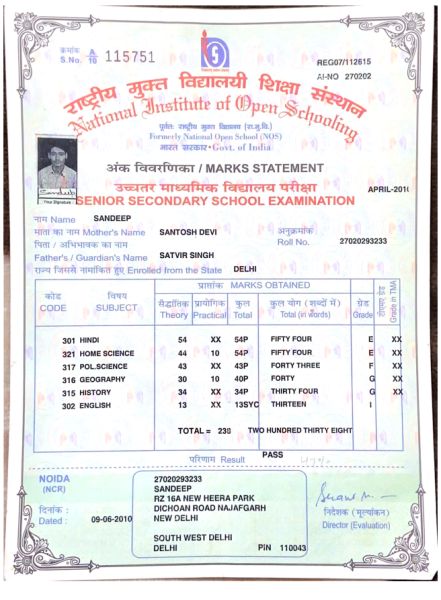 क्रमांक A/10 115751
S.No.
REG07/112615
AI-NO 270202
राष्ट्रीय मुक्त विद्यालयी शिक्षा संस्थान
National Institute of Open Schooling
पूर्वतः राष्ट्रीय मुक्त विद्यालय (रा.मु.वि.)
Formerly National Open School (NOS)
भारत सरकार • Govt. of India
अंक विवरणिका / MARKS STATEMENT
उच्चतर माध्यमिक विद्यालय परीक्षा APRIL-2010
SENIOR SECONDARY SCHOOL EXAMINATION
Sandeep
Your Signature
नाम Name SANDEEP
माता का नाम Mother's Name SANTOSH DEVI
अनुक्रमांक
Roll No. 27020293233
पिता / अभिभावक का नाम
Father's / Guardian's Name SATVIR SINGH
राज्य जिससे नामांकित हुए Enrolled from the State DELHI
प्राप्तांक MARKS OBTAINED
कोड विषय सैद्धांतिक प्रायोगिक कुल कुल योग (शब्दों में) ग्रेड
CODE SUBJECT Theory Practical Total Total (in words) Grade Grade in TMA
301 HINDI 54 XX 54P FIFTY FOUR E XX
321 HOME SCIENCE 44 10 54P FIFTY FOUR E XX
317 POL.SCIENCE 43 XX 43P FORTY THREE F XX
316 GEOGRAPHY 30 10 40P FORTY G XX
315 HISTORY 34 XX 34P THIRTY FOUR G XX
302 ENGLISH 13 XX 13SYC THIRTEEN I
TOTAL = 238 TWO HUNDRED THIRTY EIGHT
परिणाम Result PASS
NOIDA
(NCR)
दिनांक :
Dated : 09-06-2010
27020293233
SANDEEP
RZ 16A NEW HEERA PARK
DICHOAN ROAD NAJAFGARH
NEW DELHI
SOUTH WEST DELHI
DELHI PIN 110043
निदेशक (मूल्यांकन)
Director (Evaluation)